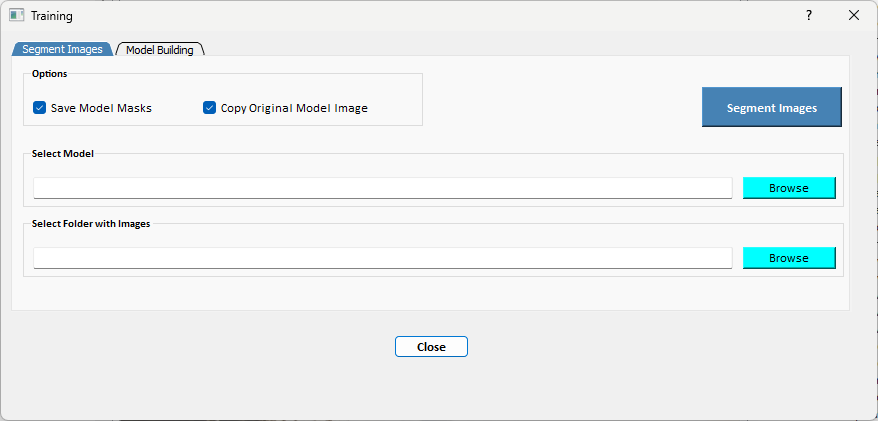 Training
?
Segment Images
Model Building
Options
Save Model Masks
Copy Original Model Image
Segment Images
Select Model
Browse
Select Folder with Images
Browse
Close